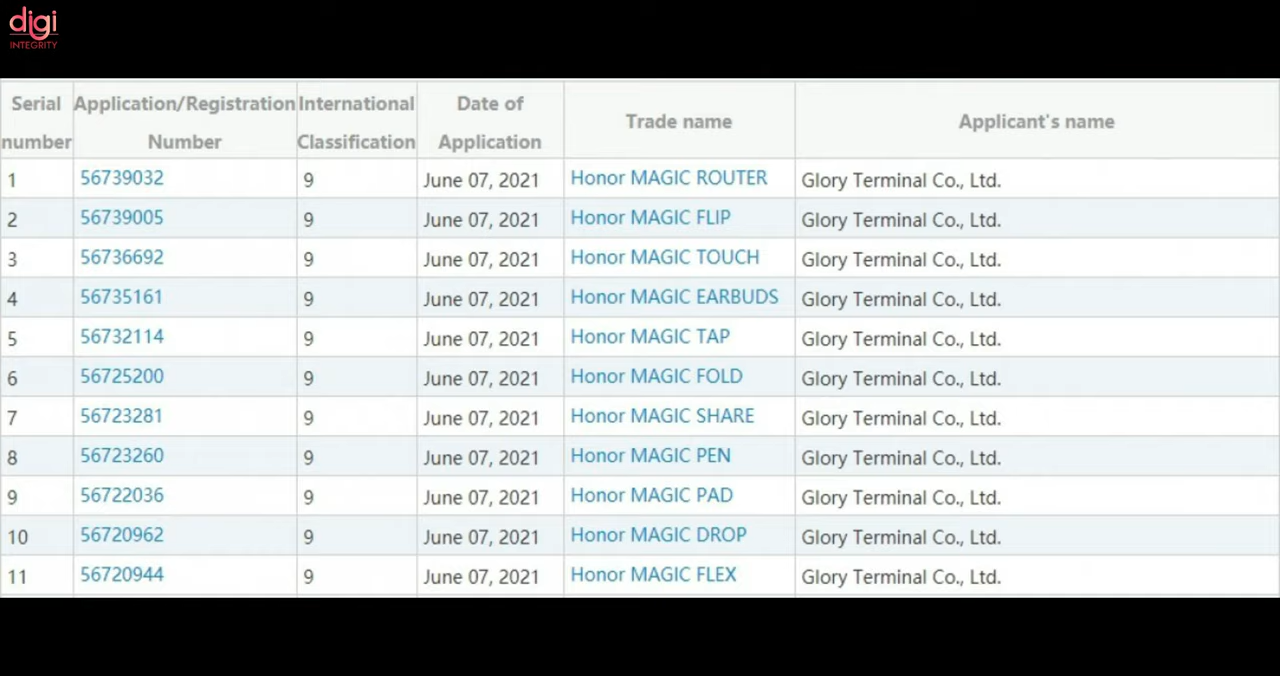 digi
INTEGRITY
Serial number Application/Registration Number International Classification Date of Application Trade name Applicant's name
1 56739032 9 June 07, 2021 Honor MAGIC ROUTER Glory Terminal Co., Ltd.
2 56739005 9 June 07, 2021 Honor MAGIC FLIP Glory Terminal Co., Ltd.
3 56736692 9 June 07, 2021 Honor MAGIC TOUCH Glory Terminal Co., Ltd.
4 56735161 9 June 07, 2021 Honor MAGIC EARBUDS Glory Terminal Co., Ltd.
5 56732114 9 June 07, 2021 Honor MAGIC TAP Glory Terminal Co., Ltd.
6 56725200 9 June 07, 2021 Honor MAGIC FOLD Glory Terminal Co., Ltd.
7 56723281 9 June 07, 2021 Honor MAGIC SHARE Glory Terminal Co., Ltd.
8 56723260 9 June 07, 2021 Honor MAGIC PEN Glory Terminal Co., Ltd.
9 56722036 9 June 07, 2021 Honor MAGIC PAD Glory Terminal Co., Ltd.
10 56720962 9 June 07, 2021 Honor MAGIC DROP Glory Terminal Co., Ltd.
11 56720944 9 June 07, 2021 Honor MAGIC FLEX Glory Terminal Co., Ltd.